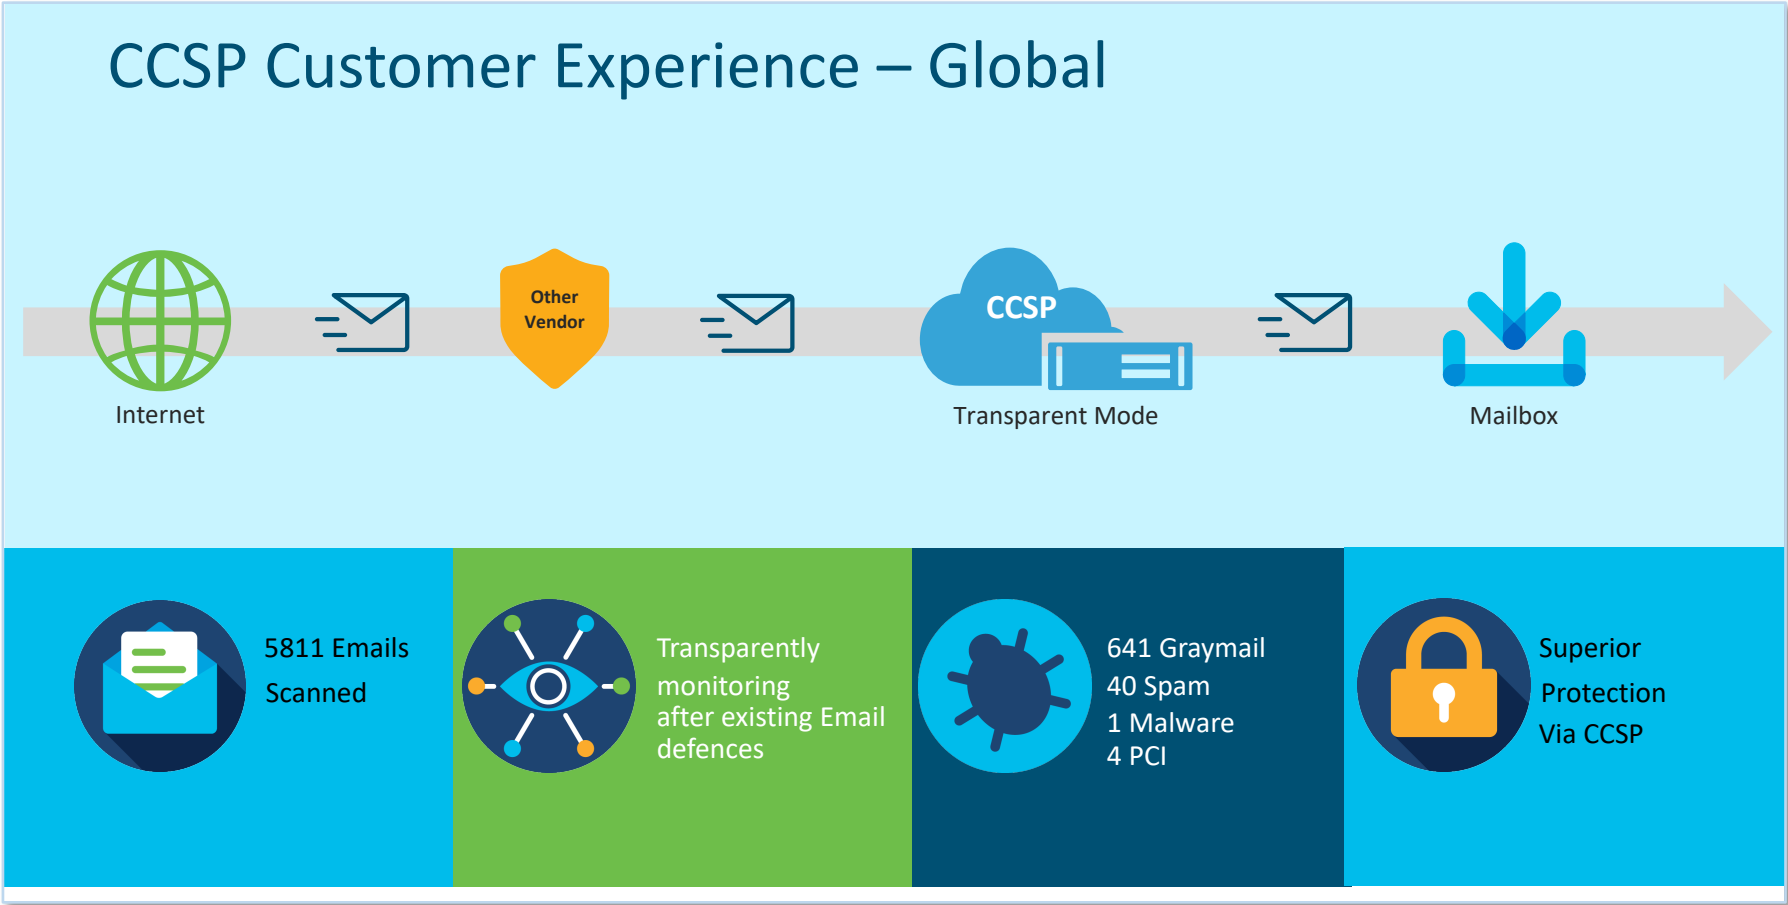 CCSP Customer Experience – Global
Other
Vendor
CCSP
Internet
Transparent Mode
Mailbox
5811 Emails
Scanned
Transparently
monitoring
after existing Email
defences
641 Graymail
40 Spam
1 Malware
4 PCI
Superior
Protection
Via CCSP